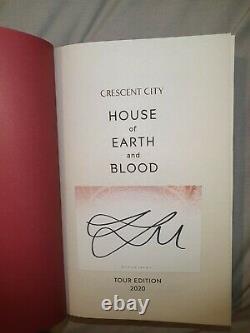 CRESCENT CITY
HOUSE
of
EARTH
and
BLOOD
TOUR EDITION
2020